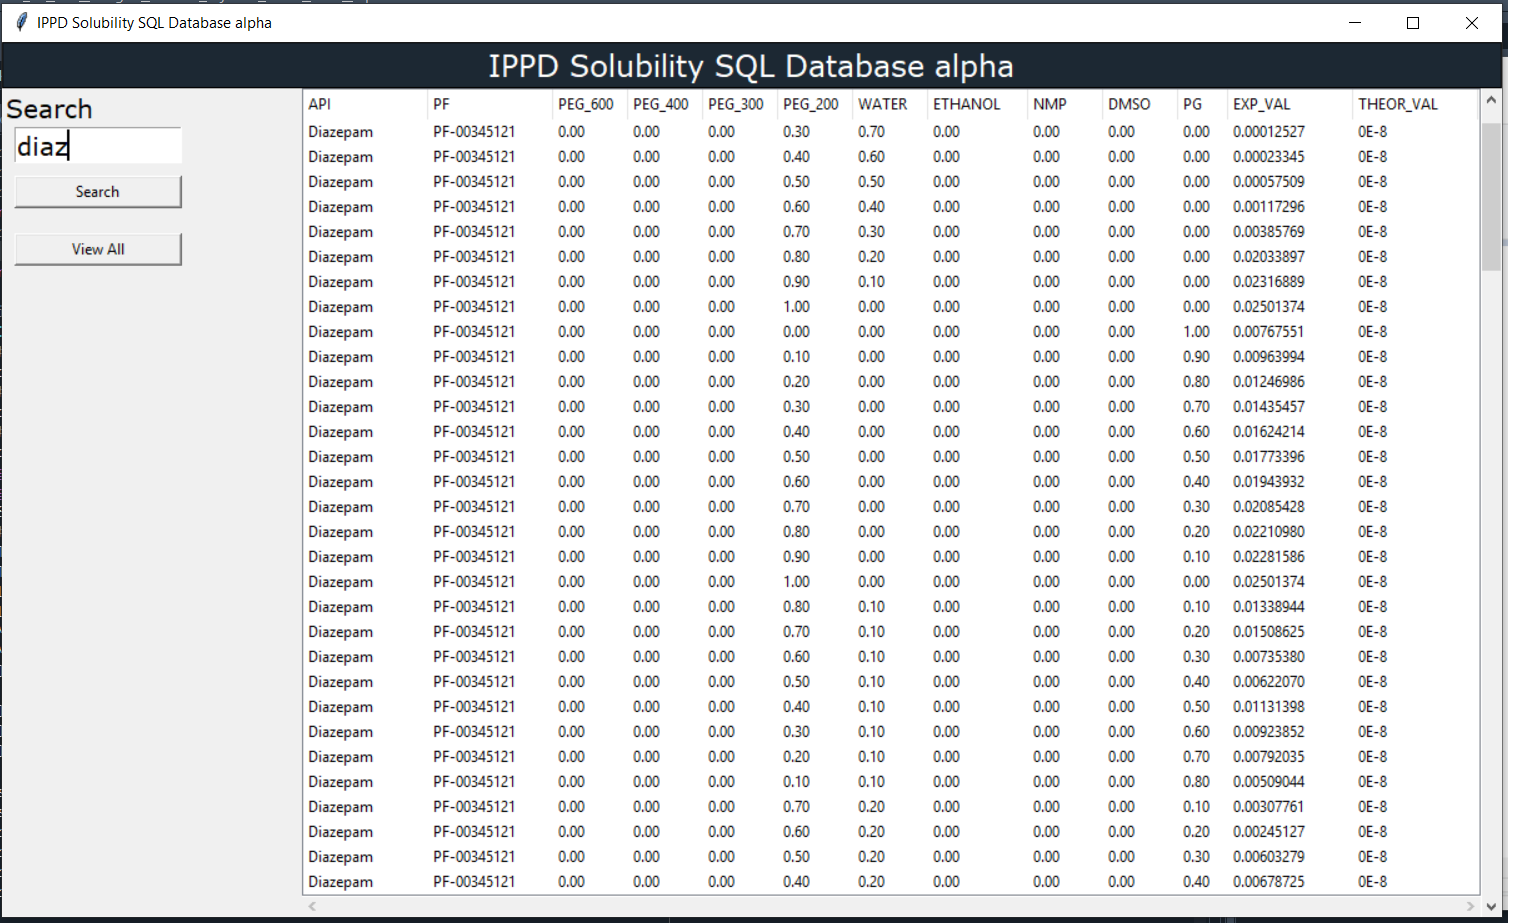 IPPD Solubility SQL Database alpha
IPPD Solubility SQL Database alpha
Search
diaz
Search
View All
API PF PEG_600 PEG_400 PEG_300 PEG_200 WATER ETHANOL NMP DMSO PG EXP_VAL THEOR_VAL
Diazepam PF-00345121 0.00 0.00 0.00 0.30 0.70 0.00 0.00 0.00 0.00 0.00012527 0E-8
Diazepam PF-00345121 0.00 0.00 0.00 0.40 0.60 0.00 0.00 0.00 0.00 0.00023345 0E-8
Diazepam PF-00345121 0.00 0.00 0.00 0.50 0.50 0.00 0.00 0.00 0.00 0.00057509 0E-8
Diazepam PF-00345121 0.00 0.00 0.00 0.60 0.40 0.00 0.00 0.00 0.00 0.00117296 0E-8
Diazepam PF-00345121 0.00 0.00 0.00 0.70 0.30 0.00 0.00 0.00 0.00 0.00385769 0E-8
Diazepam PF-00345121 0.00 0.00 0.00 0.80 0.20 0.00 0.00 0.00 0.00 0.02033897 0E-8
Diazepam PF-00345121 0.00 0.00 0.00 0.90 0.10 0.00 0.00 0.00 0.00 0.02316889 0E-8
Diazepam PF-00345121 0.00 0.00 0.00 1.00 0.00 0.00 0.00 0.00 0.00 0.02501374 0E-8
Diazepam PF-00345121 0.00 0.00 0.00 0.00 0.00 0.00 0.00 0.00 1.00 0.00767551 0E-8
Diazepam PF-00345121 0.00 0.00 0.00 0.10 0.00 0.00 0.00 0.00 0.90 0.00963994 0E-8
Diazepam PF-00345121 0.00 0.00 0.00 0.20 0.00 0.00 0.00 0.00 0.80 0.01246986 0E-8
Diazepam PF-00345121 0.00 0.00 0.00 0.30 0.00 0.00 0.00 0.00 0.70 0.01435457 0E-8
Diazepam PF-00345121 0.00 0.00 0.00 0.40 0.00 0.00 0.00 0.00 0.60 0.01624214 0E-8
Diazepam PF-00345121 0.00 0.00 0.00 0.50 0.00 0.00 0.00 0.00 0.50 0.01773396 0E-8
Diazepam PF-00345121 0.00 0.00 0.00 0.60 0.00 0.00 0.00 0.00 0.40 0.01943932 0E-8
Diazepam PF-00345121 0.00 0.00 0.00 0.70 0.00 0.00 0.00 0.00 0.30 0.02085428 0E-8
Diazepam PF-00345121 0.00 0.00 0.00 0.80 0.00 0.00 0.00 0.00 0.20 0.02210980 0E-8
Diazepam PF-00345121 0.00 0.00 0.00 0.90 0.00 0.00 0.00 0.00 0.10 0.02281586 0E-8
Diazepam PF-00345121 0.00 0.00 0.00 1.00 0.00 0.00 0.00 0.00 0.00 0.02501374 0E-8
Diazepam PF-00345121 0.00 0.00 0.00 0.80 0.10 0.00 0.00 0.00 0.10 0.01338944 0E-8
Diazepam PF-00345121 0.00 0.00 0.00 0.70 0.10 0.00 0.00 0.00 0.20 0.01508625 0E-8
Diazepam PF-00345121 0.00 0.00 0.00 0.60 0.10 0.00 0.00 0.00 0.30 0.00735380 0E-8
Diazepam PF-00345121 0.00 0.00 0.00 0.50 0.10 0.00 0.00 0.00 0.40 0.00622070 0E-8
Diazepam PF-00345121 0.00 0.00 0.00 0.40 0.10 0.00 0.00 0.00 0.50 0.01131398 0E-8
Diazepam PF-00345121 0.00 0.00 0.00 0.30 0.10 0.00 0.00 0.00 0.60 0.00923852 0E-8
Diazepam PF-00345121 0.00 0.00 0.00 0.20 0.10 0.00 0.00 0.00 0.70 0.00792035 0E-8
Diazepam PF-00345121 0.00 0.00 0.00 0.10 0.10 0.00 0.00 0.00 0.80 0.00509044 0E-8
Diazepam PF-00345121 0.00 0.00 0.00 0.70 0.20 0.00 0.00 0.00 0.10 0.00307761 0E-8
Diazepam PF-00345121 0.00 0.00 0.00 0.60 0.20 0.00 0.00 0.00 0.20 0.00245127 0E-8
Diazepam PF-00345121 0.00 0.00 0.00 0.50 0.20 0.00 0.00 0.00 0.30 0.00603279 0E-8
Diazepam PF-00345121 0.00 0.00 0.00 0.40 0.20 0.00 0.00 0.00 0.40 0.00678725 0E-8